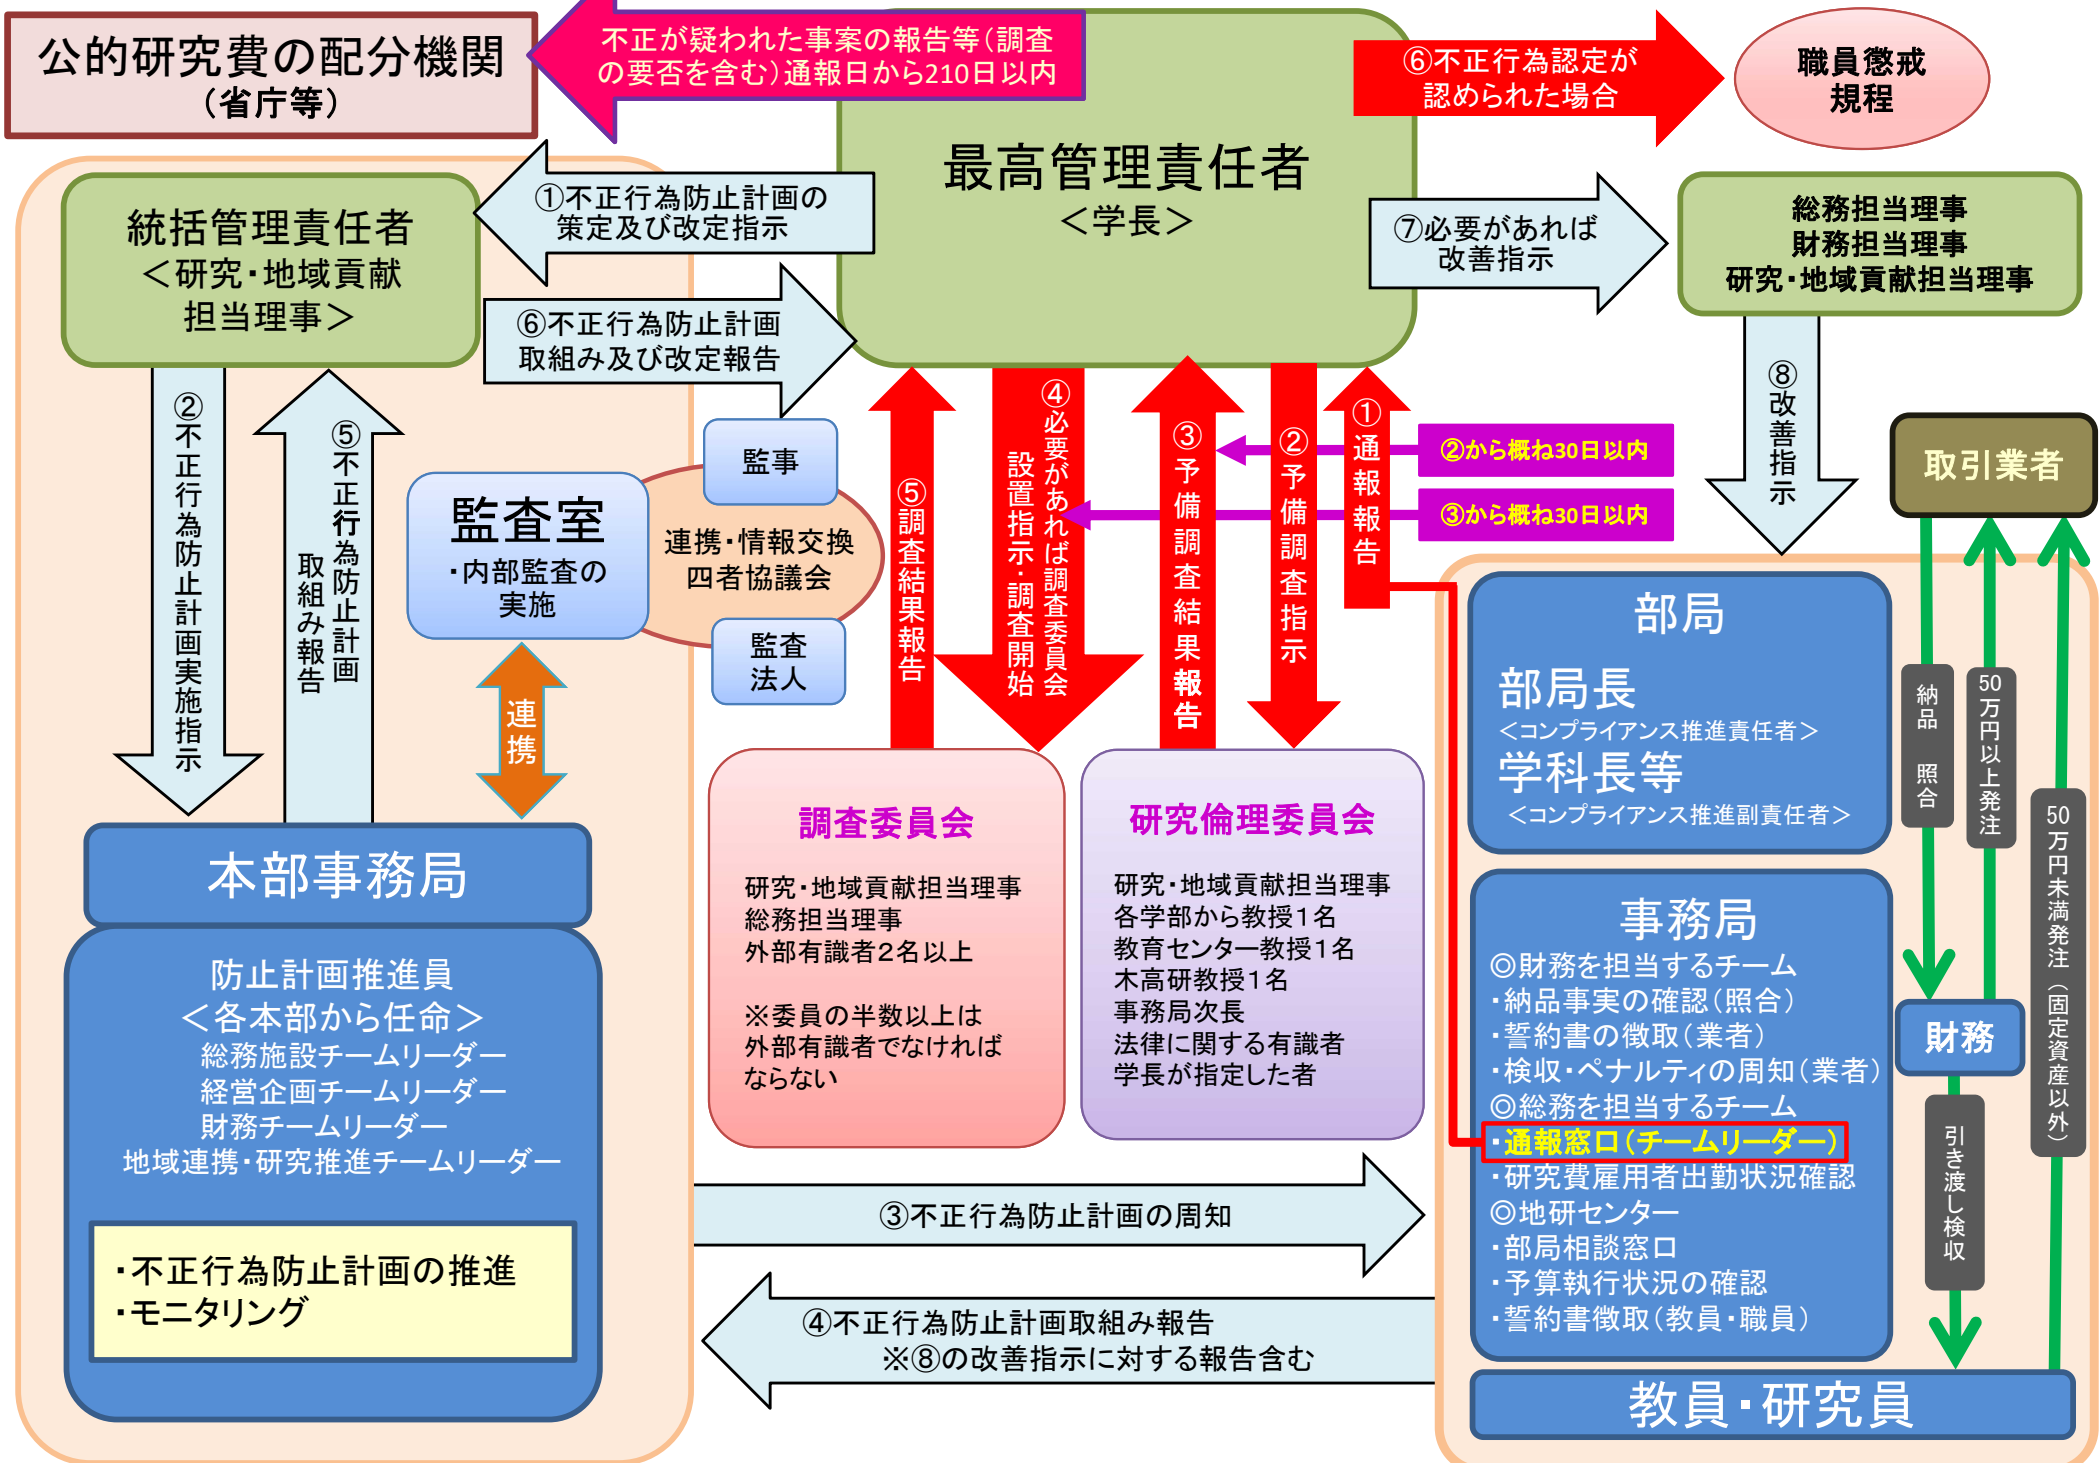 公的研究費の配分機関
（省庁等）
不正が疑われた事案の報告等（調査
の要否を含む）通報日から210日以内
最高管理責任者
＜学長＞
⑥不正行為認定が
認められた場合
職員懲戒
規程
統括管理責任者
＜研究・地域貢献
担当理事＞
①不正行為防止計画の
策定及び改定指示
⑥不正行為防止計画
取組み及び改定報告
⑦必要があれば
改善指示
総務担当理事
財務担当理事
研究・地域貢献担当理事
⑧改善指示
②不正行為防止計画実施指示
⑤不正行為防止計画
取組み報告
監事
監査室
・内部監査の
実施
連携・情報交換
四者協議会
監査
法人
連携
⑤調査結果報告
④必要があれば調査委員会
設置指示・調査開始
③予備調査結果報告
②予備調査指示
①通報報告
②から概ね30日以内
③から概ね30日以内
取引業者
部局
部局長
＜コンプライアンス推進責任者＞
学科長等
＜コンプライアンス推進副責任者＞
納品　照合
50万円以上発注
50万円未満発注（固定資産以外）
本部事務局
防止計画推進員
＜各本部から任命＞
総務施設チームリーダー
経営企画チームリーダー
財務チームリーダー
地域連携・研究推進チームリーダー
・不正行為防止計画の推進
・モニタリング
調査委員会
研究・地域貢献担当理事
総務担当理事
外部有識者２名以上
※委員の半数以上は
外部有識者でなければ
ならない
研究倫理委員会
研究・地域貢献担当理事
各学部から教授１名
教育センター教授１名
木高研教授１名
事務局次長
法律に関する有識者
学長が指定した者
事務局
◎財務を担当するチーム
・納品事実の確認（照合）
・誓約書の徴取（業者）
・検収・ペナルティの周知（業者）
◎総務を担当するチーム
・通報窓口（チームリーダー）
・研究費雇用者出勤状況確認
◎地研センター
・部局相談窓口
・予算執行状況の確認
・誓約書徴取（教員・職員）
財務
引き渡し検収
③不正行為防止計画の周知
④不正行為防止計画取組み報告
※⑧の改善指示に対する報告含む
教員・研究員